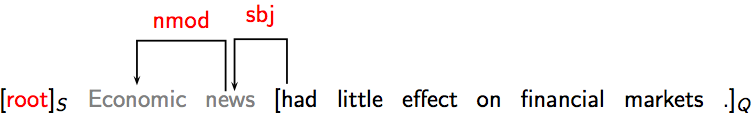 nmod sbj
[root]S Economic news [had little effect on financial markets .]Q